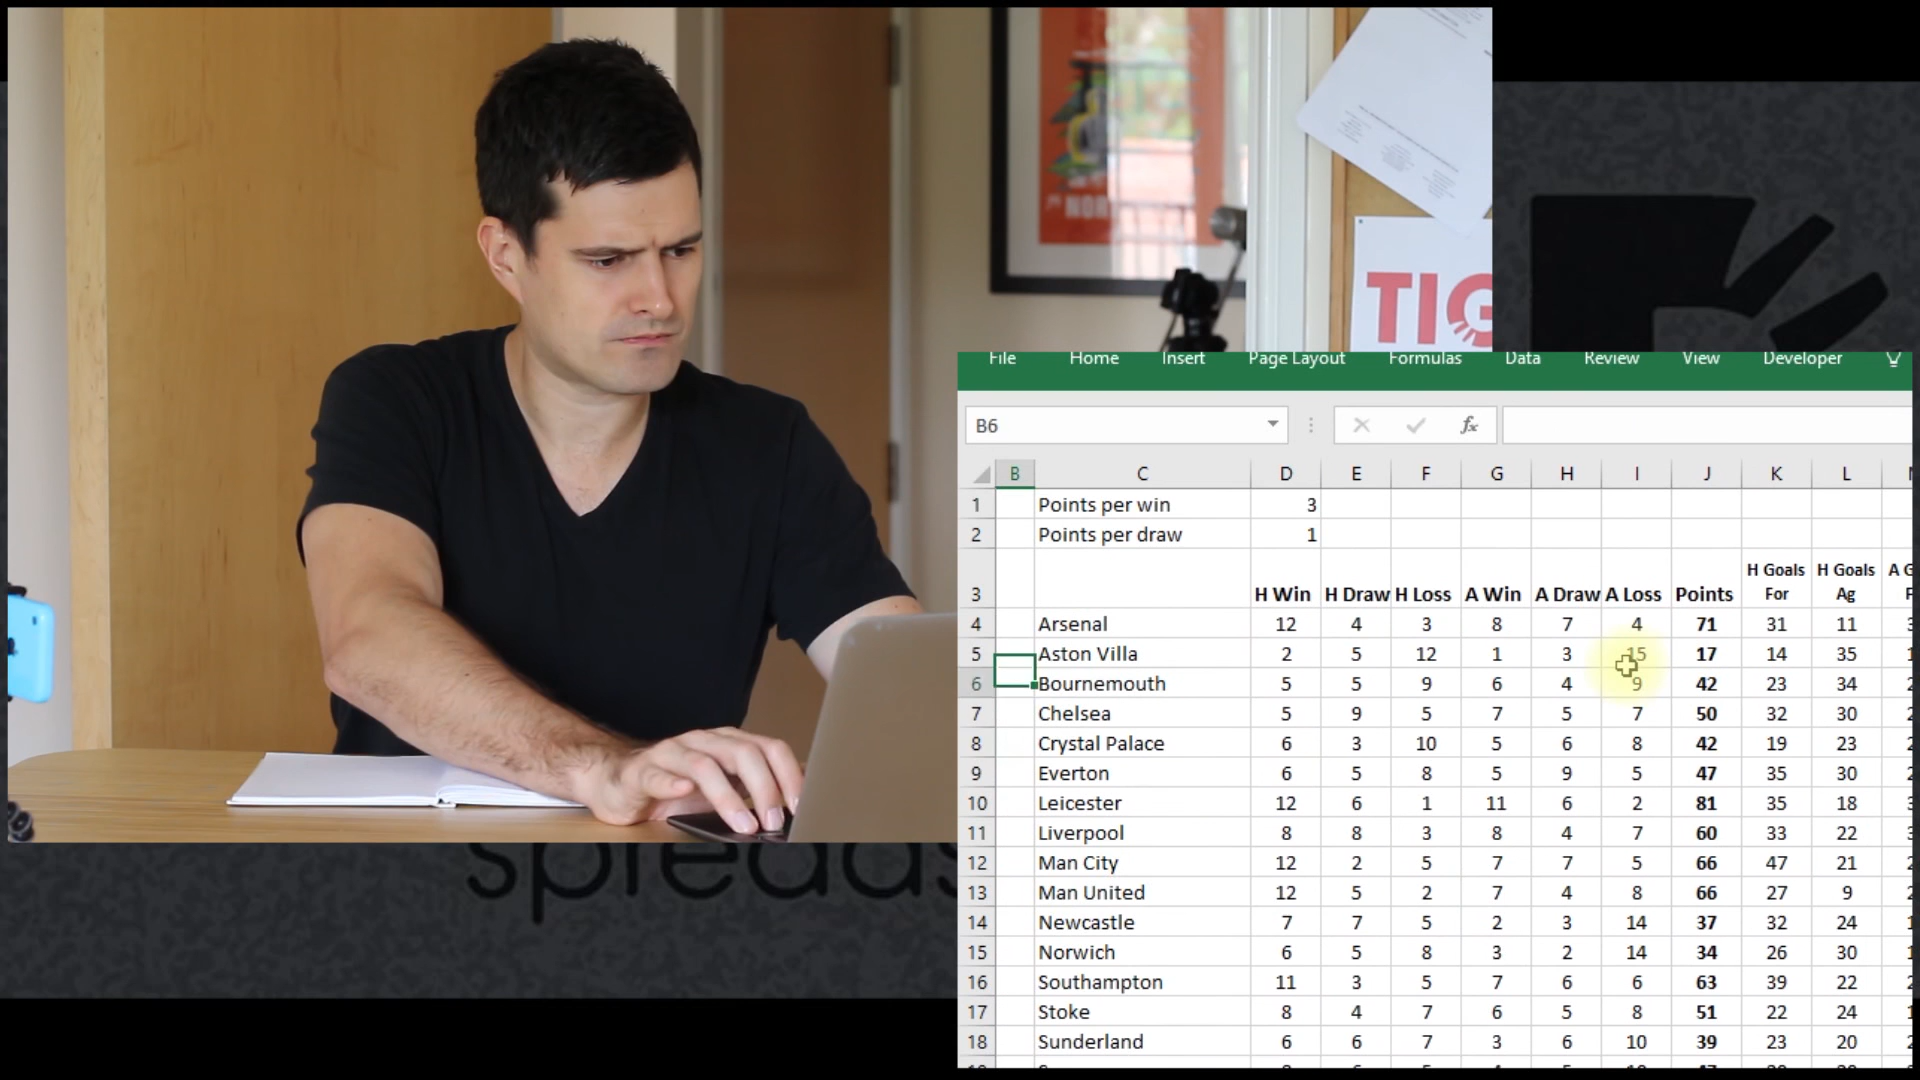 NOR
TIG
File Home Insert Page Layout Formulas Data Review View Developer
B6 fx
B C D E F G H I J K L
1 Points per win 3
2 Points per draw 1
3 H Win H Draw H Loss A Win A Draw A Loss Points H Goals For H Goals Ag
4 Arsenal 12 4 3 8 7 4 71 31 11
5 Aston Villa 2 5 12 1 3 15 17 14 35
6 Bournemouth 5 5 9 6 4 9 42 23 34
7 Chelsea 5 9 5 7 5 7 50 32 30
8 Crystal Palace 6 3 10 5 6 8 42 19 23
9 Everton 6 5 8 5 9 5 47 35 30
10 Leicester 12 6 1 11 6 2 81 35 18
11 Liverpool 8 8 3 8 4 7 60 33 22
12 Man City 12 2 5 7 7 5 66 47 21
13 Man United 12 5 2 7 4 8 66 27 9
14 Newcastle 7 7 5 2 3 14 37 32 24
15 Norwich 6 5 8 3 2 14 34 26 30
16 Southampton 11 3 5 7 6 6 63 39 22
17 Stoke 8 4 7 6 5 8 51 22 24
18 Sunderland 6 6 7 3 6 10 39 23 20
spreads